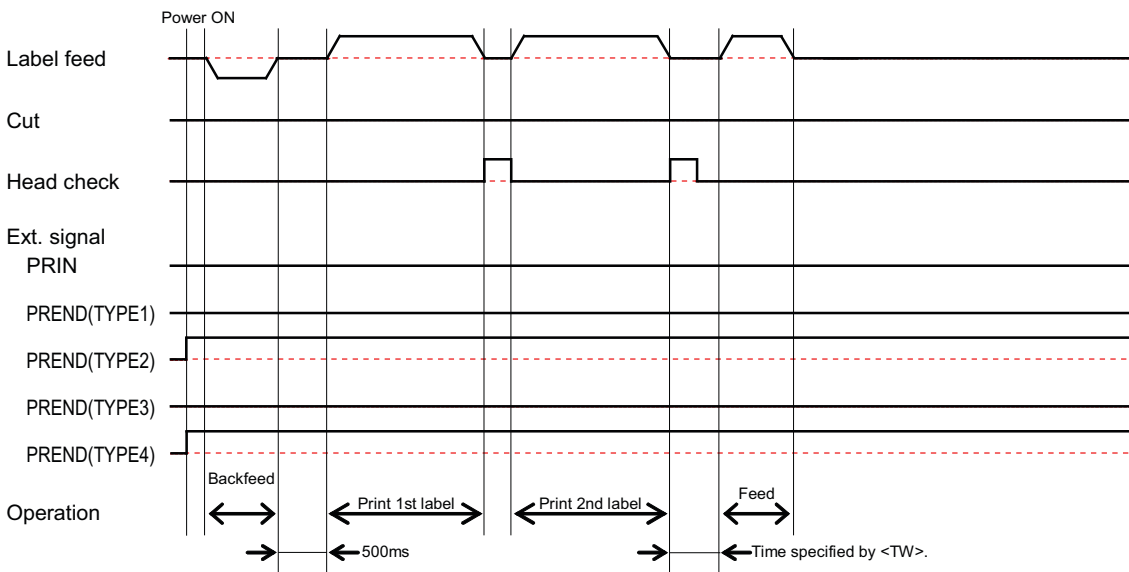 Power ON
Label feed
Cut
Head check
Ext. signal
PRIN
PREND(TYPE1)
PREND(TYPE2)
PREND(TYPE3)
PREND(TYPE4)
Backfeed
Operation
Print 1st label
Print 2nd label
Feed
500ms
Time specified by <TW>.